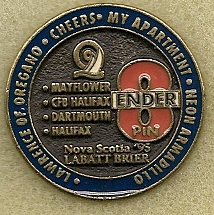 LAWRENCE OF OREGANO • CHEERS • MY APARTMENT • NEON ARMADILLO
• MAYFLOWER
• CFB HALIFAX
• DARTMOUTH
• HALIFAX
8
ENDER
PIN
Nova Scotia '95
LABATT BRIER